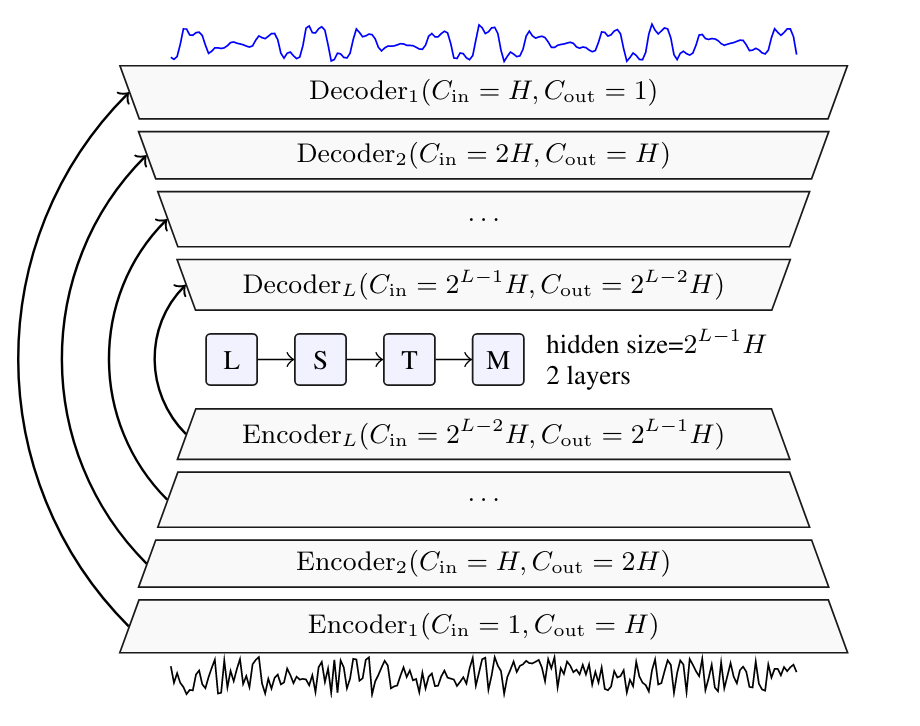 Decoder₁(C_in = H, C_out = 1)
Decoder₂(C_in = 2H, C_out = H)
...
Decoder_L(C_in = 2^{L−1}H, C_out = 2^{L−2}H)
L S T M
hidden size=2^{L−1}H
2 layers
Encoder_L(C_in = 2^{L−2}H, C_out = 2^{L−1}H)
...
Encoder₂(C_in = H, C_out = 2H)
Encoder₁(C_in = 1, C_out = H)